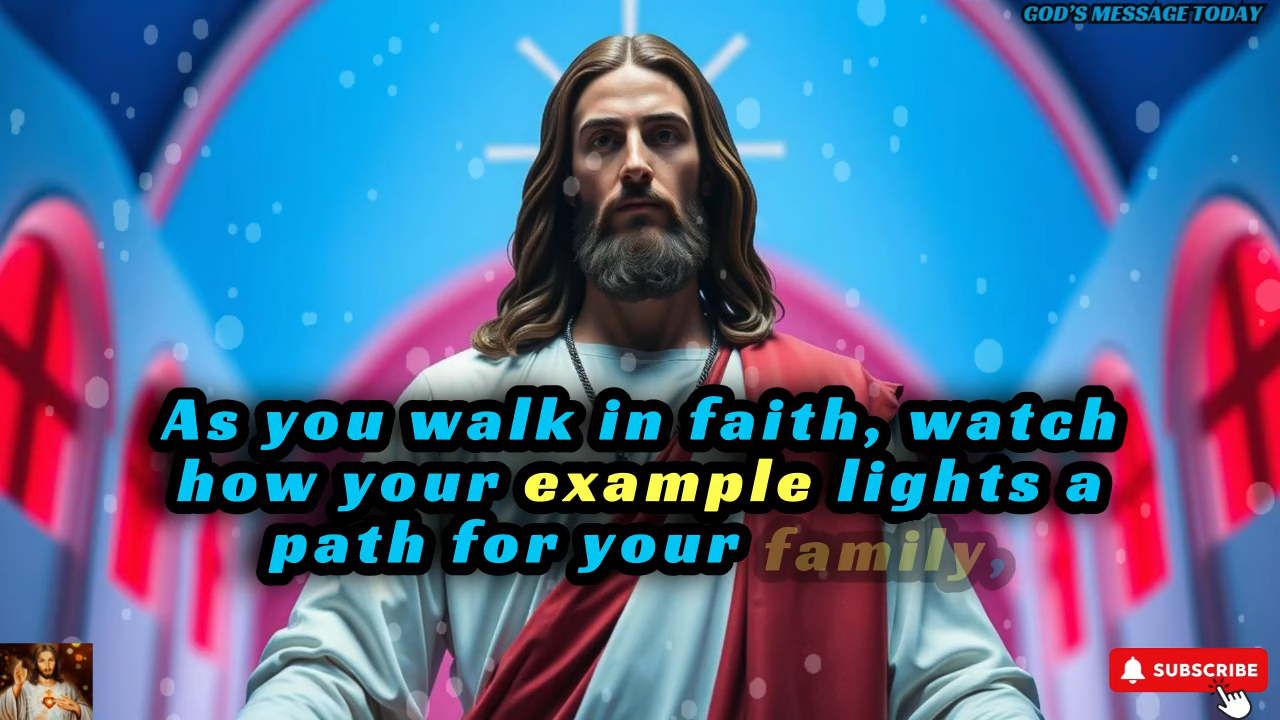 GOD'S MESSAGE TODAY
As you walk in faith, watch
how your example lights a
path for your family,
SUBSCRIBE